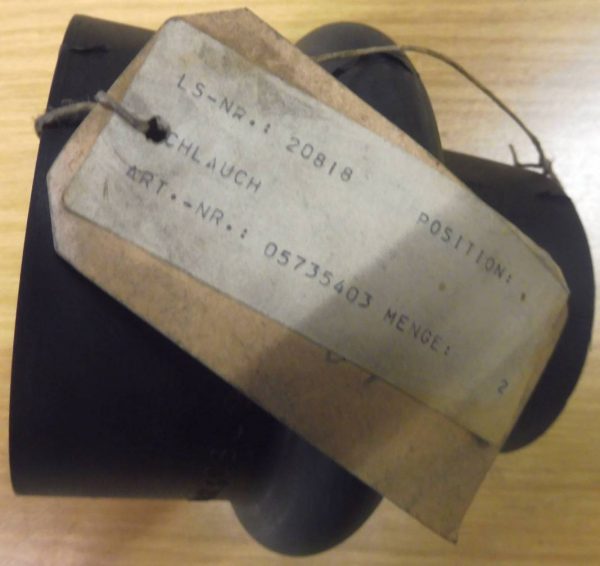 LS-NR.: 20818 POSITION:
CHLAUCH
ART.-NR.: 05735403 MENGE: 2